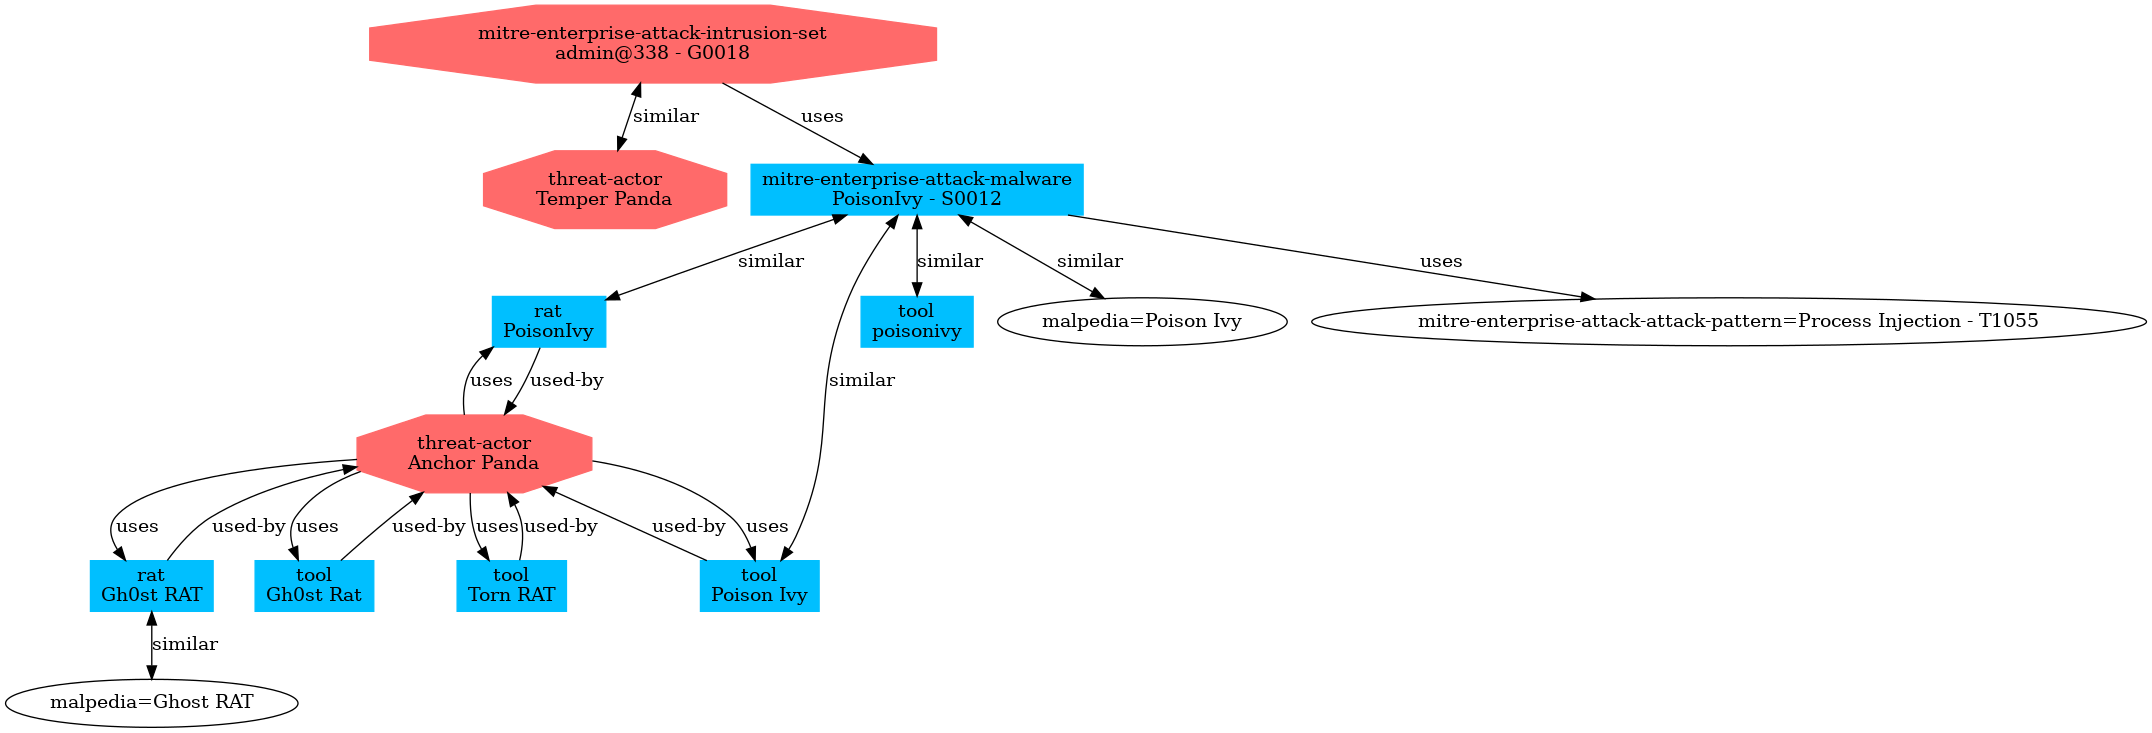 mitre-enterprise-attack-intrusion-set
admin@338 - G0018
similar
uses
threat-actor
Temper Panda
mitre-enterprise-attack-malware
PoisonIvy - S0012
similar
similar
similar
uses
rat
PoisonIvy
tool
poisonivy
malpedia=Poison Ivy
mitre-enterprise-attack-attack-pattern=Process Injection - T1055
uses
used-by
similar
threat-actor
Anchor Panda
uses
used-by
uses
used-by
uses
used-by
used-by
uses
rat
Gh0st RAT
tool
Gh0st Rat
tool
Torn RAT
tool
Poison Ivy
similar
malpedia=Ghost RAT